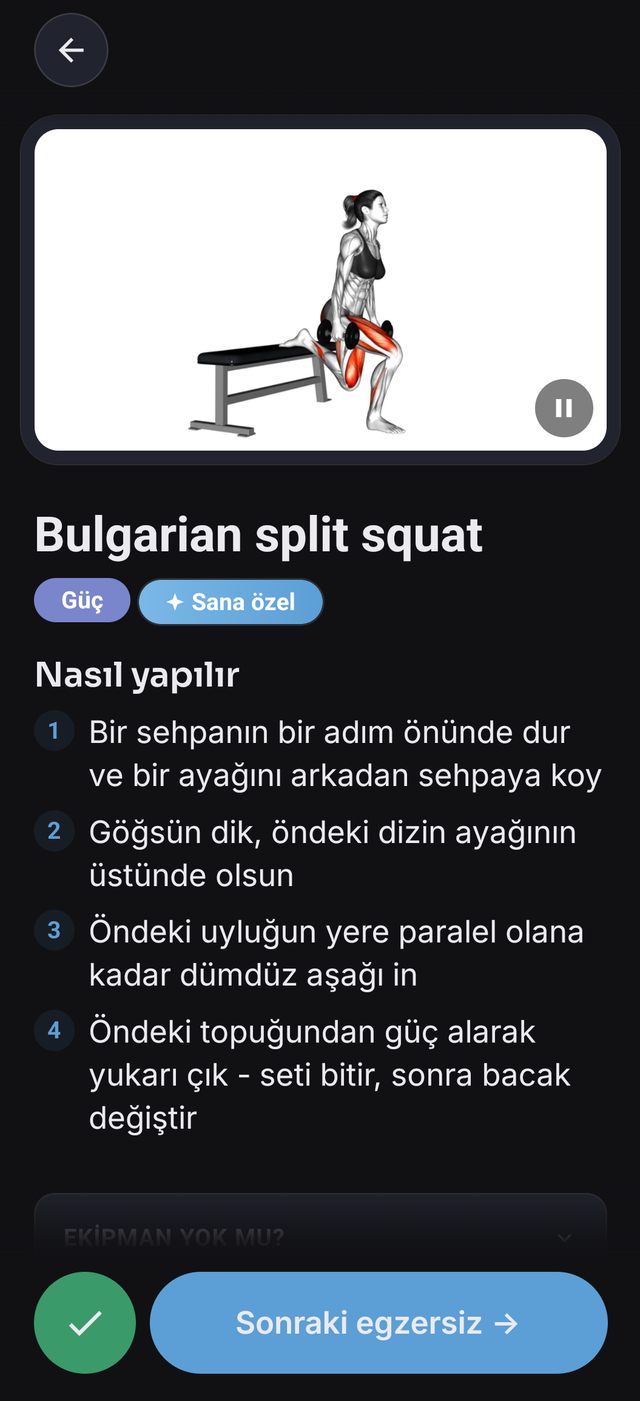 Bulgarian split squat
Güç
Sana özel
Nasıl yapılır
1 Bir sehpanın bir adım önünde dur
ve bir ayağını arkadan sehpaya koy
2 Göğsün dik, öndeki dizin ayağının
üstünde olsun
3 Öndeki uyluğun yere paralel olana
kadar dümdüz aşağı in
4 Öndeki topuğundan güç alarak
yukarı çık - seti bitir, sonra bacak
değiştir
EKİPMAN YOK MU?
Sonraki egzersiz →